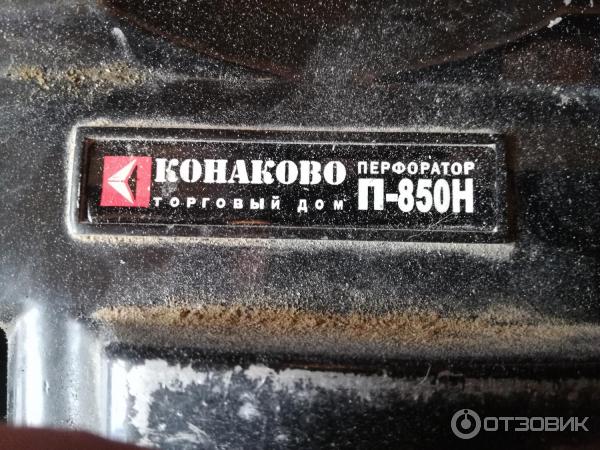 КОНАКОВО
ТОРГОВЫЙ ДОМ
ПЕРФОРАТОР
П-850Н
ОТЗОВИК